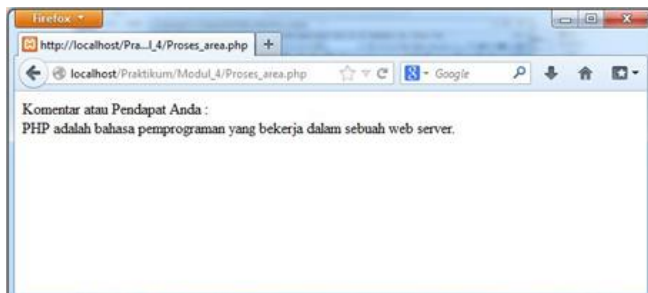 Firefox
http://localhost/Pra...l_4/Proses_area.php
localhost/Praktikum/Modul_4/Proses_area.php
Google
Komentar atau Pendapat Anda :
PHP adalah bahasa pemprograman yang bekerja dalam sebuah web server.